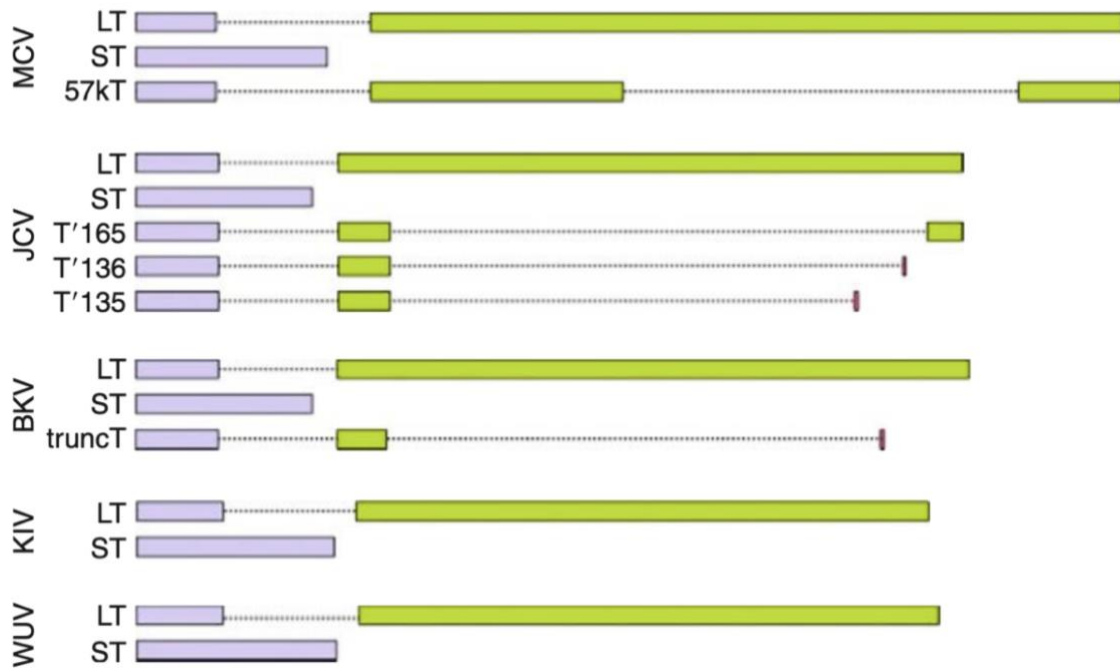 MCV
LT
ST
57kT
JCV
LT
ST
T′165
T′136
T′135
BKV
LT
ST
truncT
KIV
LT
ST
WUV
LT
ST